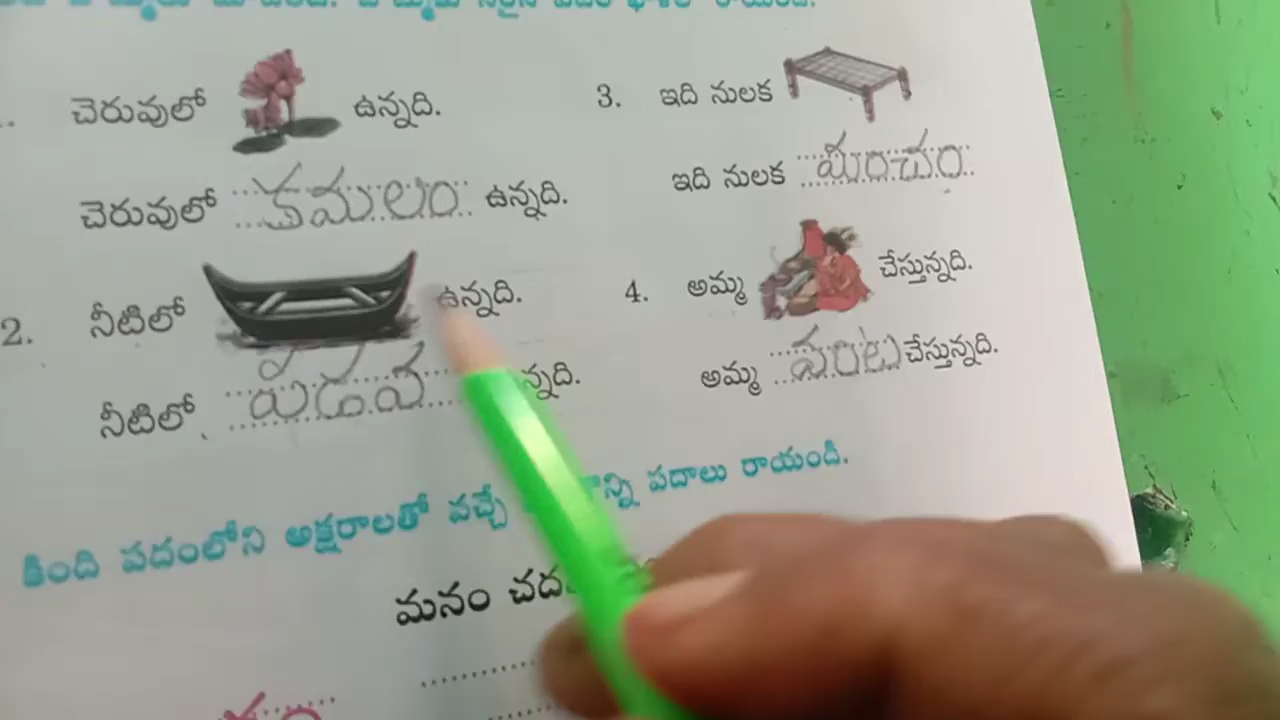 చెరువులో ఉన్నది.
చెరువులో కమలం ఉన్నది.
2. నీటిలో ఉన్నది.
నీటిలో పడవ
3. ఇది నులక
ఇది నులక మంచం
4. అమ్మ చేస్తున్నది.
అమ్మ వంట చేస్తున్నది.
కింది పదంలోని అక్షరాలతో వచ్చే పదాలు రాయండి.
మనం